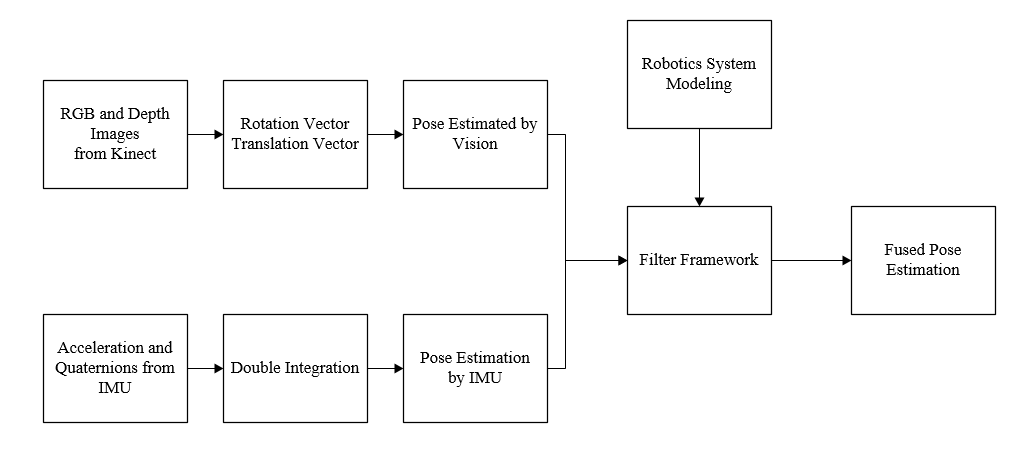 RGB and Depth
Images
from Kinect
Rotation Vector
Translation Vector
Pose Estimated by
Vision
Robotics System
Modeling
Acceleration and
Quaternions from
IMU
Double Integration
Pose Estimation
by IMU
Filter Framework
Fused Pose
Estimation